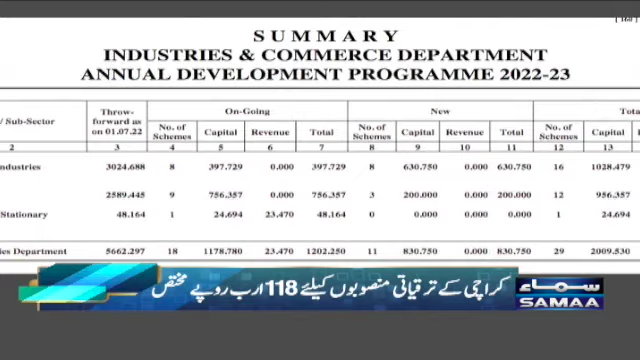 [ 160
SUMMARY
INDUSTRIES & COMMERCE DEPARTMENT
ANNUAL DEVELOPMENT PROGRAMME 2022-23
/ Sub-Sector Throw-forward as on 01.07.22 On-Going New Tota
No. of Schemes Capital Revenue Total No. of Schemes Capital Revenue Total No. of Schemes Capital
2 3 4 5 6 7 8 9 10 11 12 13
ndustries 3024.688 8 397.729 0.000 397.729 8 630.750 0.000 630.750 16 1028.479
2589.445 9 756.357 0.000 756.357 3 200.000 0.000 200.000 12 956.357
Stationary 48.164 1 24.694 23.470 48.164 0 0.000 0.000 0.000 1 24.694
ies Department 5662.297 18 1178.780 23.470 1202.250 11 830.750 0.000 830.750 29 2009.530
کراچی کے ترقیاتی منصوبوں کیلئے 118 ارب روپے مختص
سماء
SAMAA